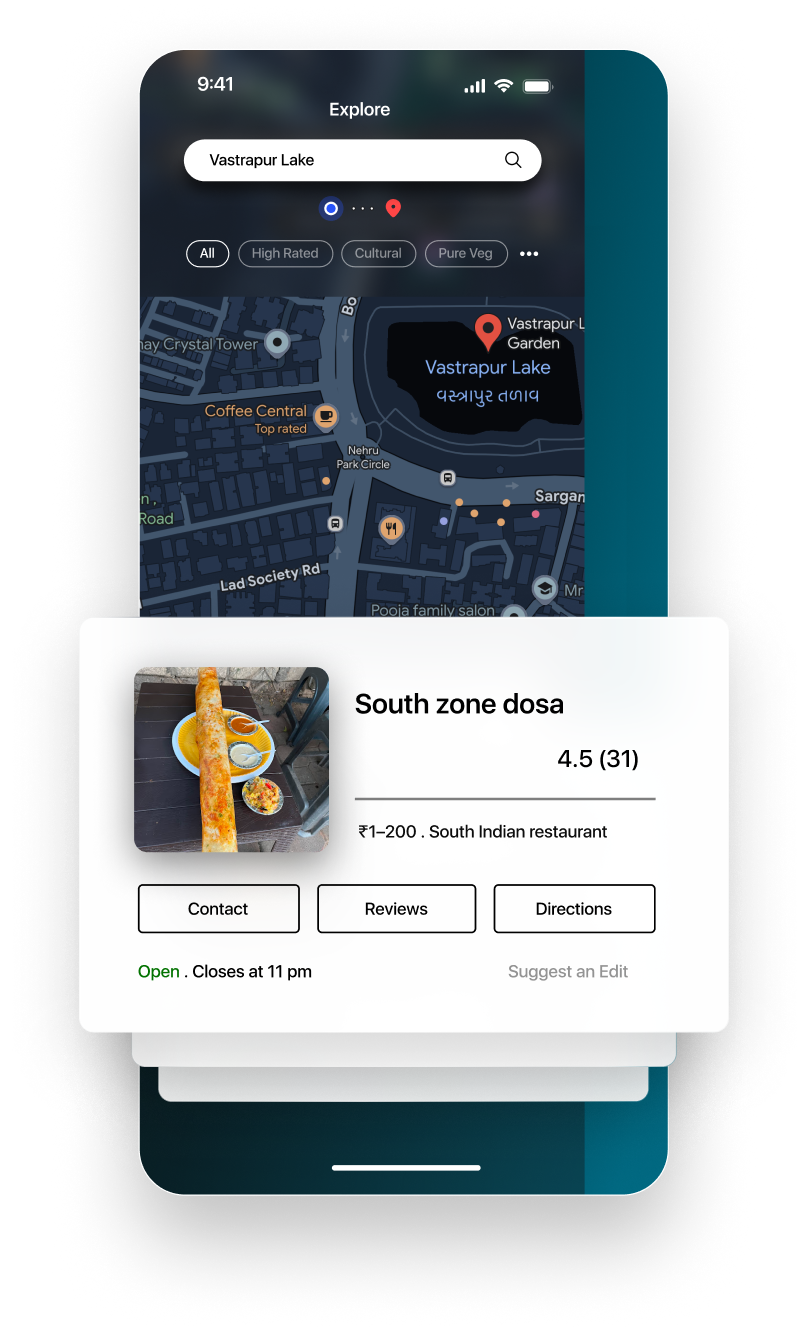 9:41
Explore
Vastrapur Lake
All
High Rated
Cultural
Pure Veg
Bo
Vastrapur L
Garden
nay Crystal Tower
Vastrapur Lake
વસ્ત્રાપુર તળાવ
Coffee Central
Top rated
Nehru
Park Circle
n ,
Road
Sargan
Lad Society Rd
Mr
Pooja family salon
South zone dosa
4.5 (31)
₹1–200 . South Indian restaurant
Contact
Reviews
Directions
Open . Closes at 11 pm
Suggest an Edit